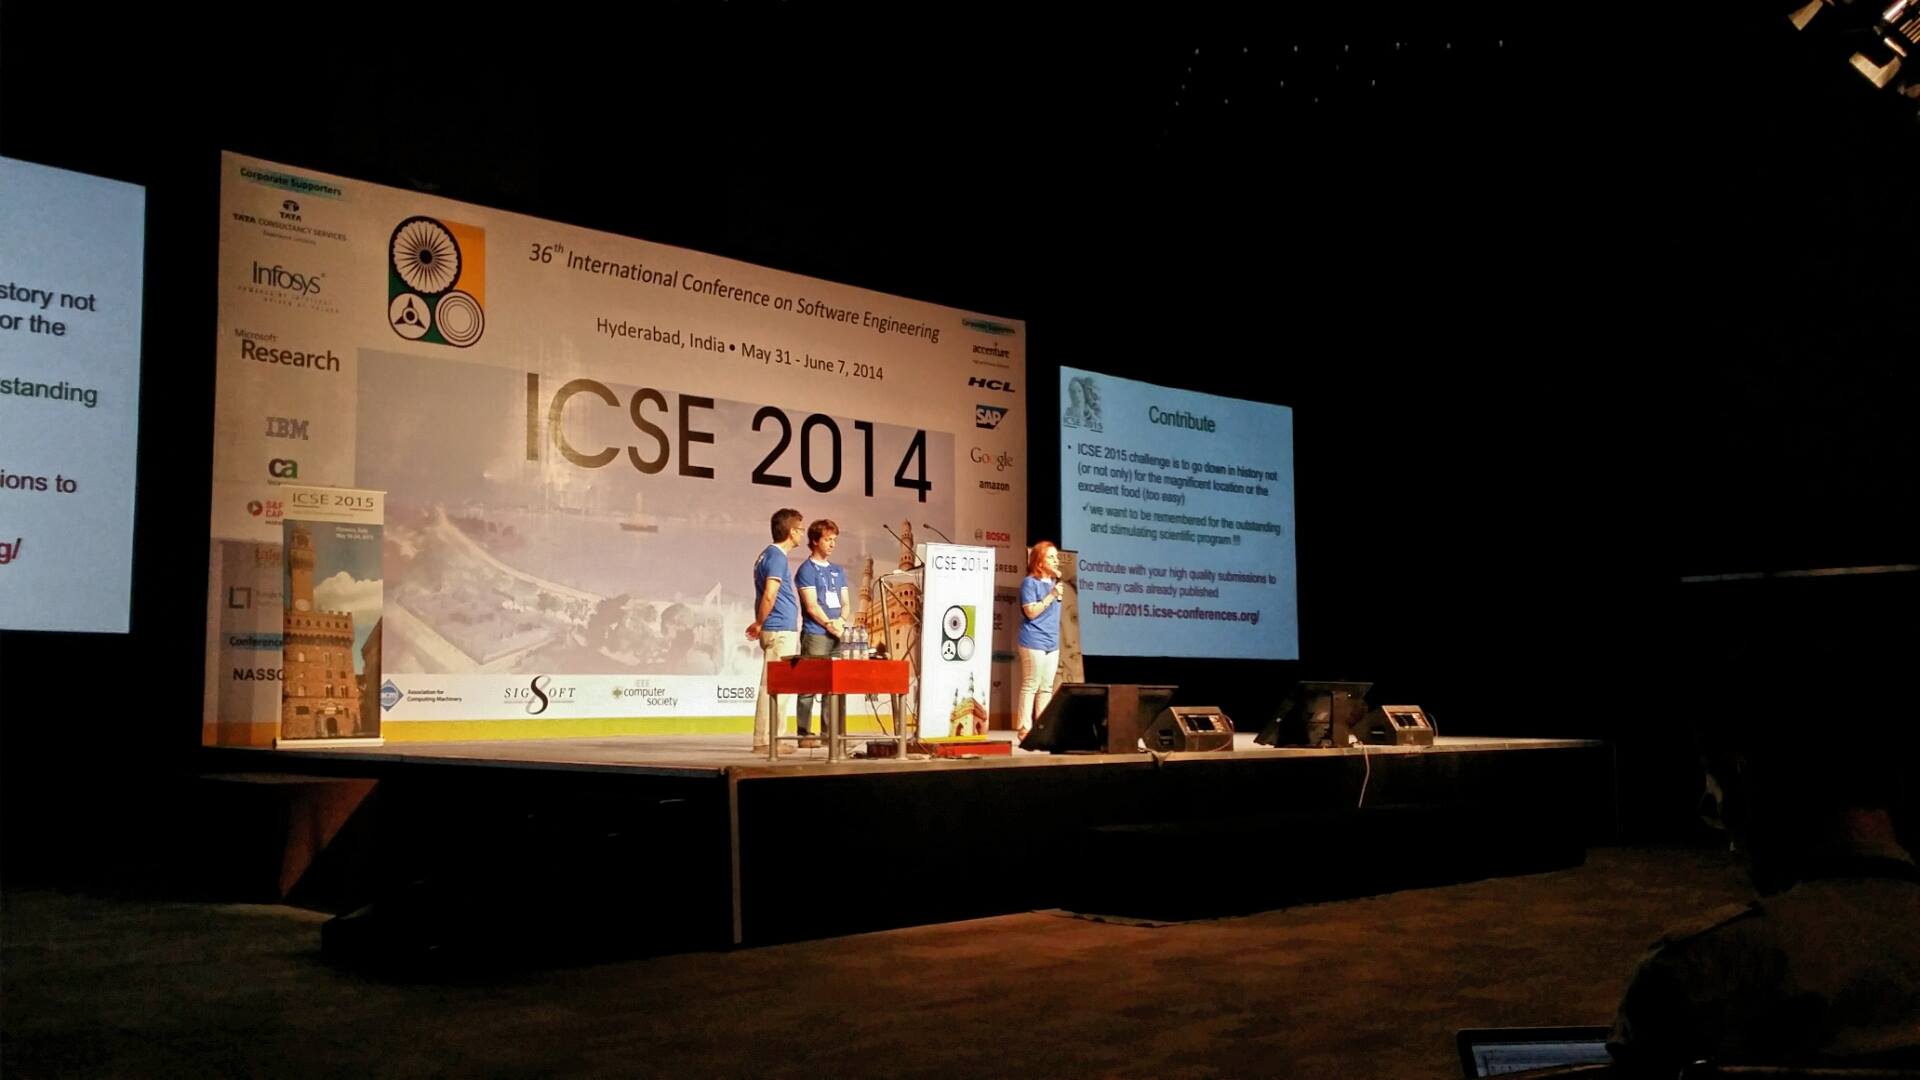 story not
or the
standing
ions to
g/
Corporate Supporters
TATA
TATA CONSULTANCY SERVICES
Infosys
Microsoft
Research
IBM
ca
36th International Conference on Software Engineering
Hyderabad, India • May 31 - June 7, 2014
ICSE 2014
Corporate Supporters
accenture
HCL
SAP
Google
amazon
BOSCH
ICSE 2015
Conference
NASSC
Association for
Computing Machinery
SIGSOFT
IEEE
computer
society
tcse
ICSE 2014
ICSE 2015
Contribute
• ICSE 2015 challenge is to go down in history not
(or not only) for the magnificent location or the
excellent food (too easy)
✓we want to be remembered for the outstanding
and stimulating scientific program !!!
Contribute with your high quality submissions to
the many calls already published
http://2015.icse-conferences.org/